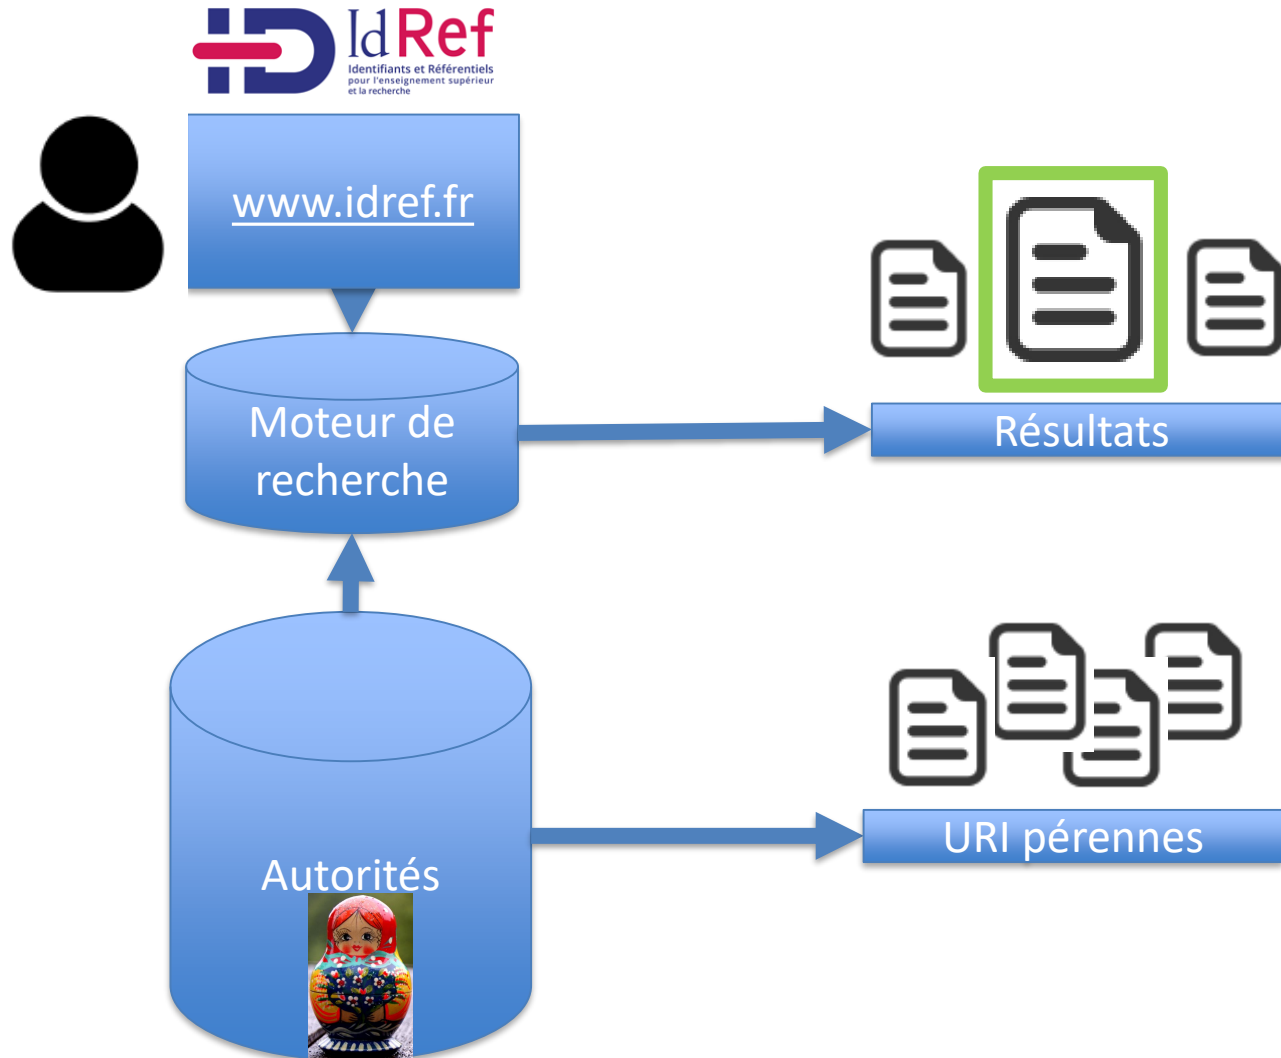 IdRef
Identifiants et Référentiels
pour l'enseignement supérieur
et la recherche
www.idref.fr
Moteur de
recherche
Résultats
Autorités
URI pérennes